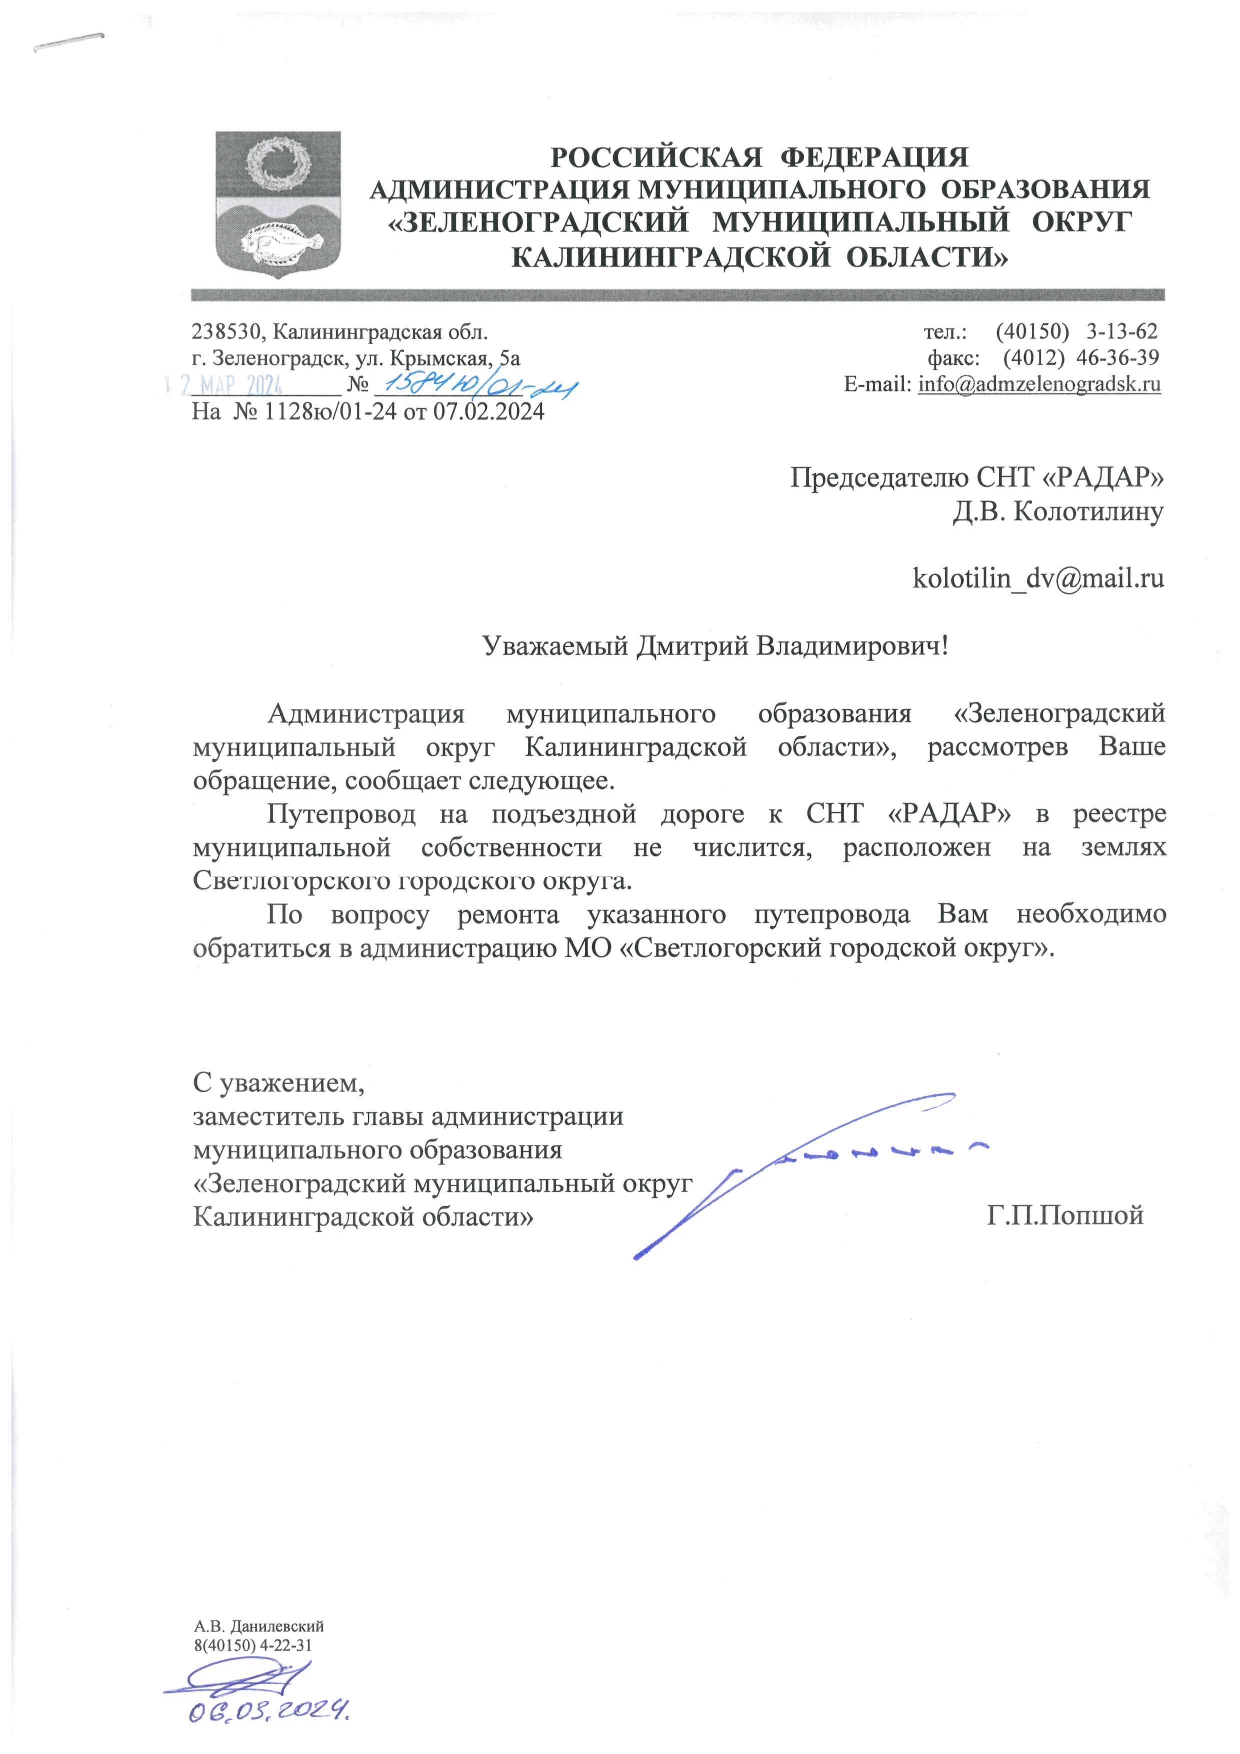 РОССИЙСКАЯ ФЕДЕРАЦИЯ
АДМИНИСТРАЦИЯ МУНИЦИПАЛЬНОГО ОБРАЗОВАНИЯ
«ЗЕЛЕНОГРАДСКИЙ МУНИЦИПАЛЬНЫЙ ОКРУГ
КАЛИНИНГРАДСКОЙ ОБЛАСТИ»
238530, Калининградская обл.
г. Зеленоградск, ул. Крымская, 5а
12 МАР 2024 № 1584ю/01-24
На № 1128ю/01-24 от 07.02.2024
тел.: (40150) 3-13-62
факс: (4012) 46-36-39
E-mail: info@admzelenogradsk.ru
Председателю СНТ «РАДАР»
Д.В. Колотилину
kolotilin_dv@mail.ru
Уважаемый Дмитрий Владимирович!
Администрация муниципального образования «Зеленоградский
муниципальный округ Калининградской области», рассмотрев Ваше
обращение, сообщает следующее.
Путепровод на подъездной дороге к СНТ «РАДАР» в реестре
муниципальной собственности не числится, расположен на землях
Светлогорского городского округа.
По вопросу ремонта указанного путепровода Вам необходимо
обратиться в администрацию МО «Светлогорский городской округ».
С уважением,
заместитель главы администрации
муниципального образования
«Зеленоградский муниципальный округ
Калининградской области» Г.П.Попшой
А.В. Данилевский
8(40150) 4-22-31
06.03.2024.